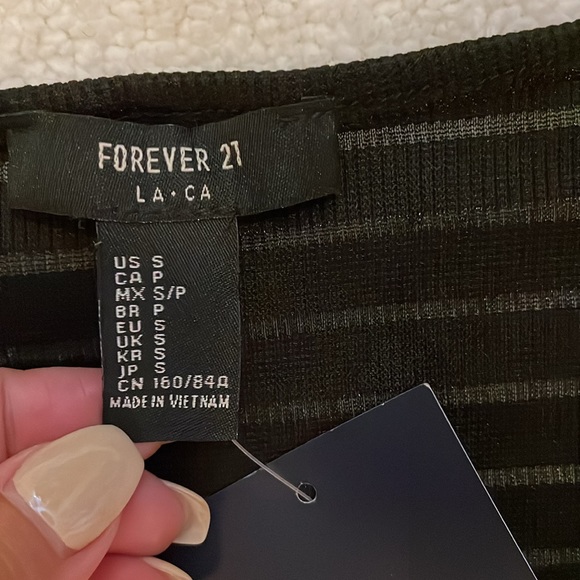 FOREVER 21
LA·CA
US S
CA P
MX S/P
BR P
EU S
UK S
KR S
JP S
CN 160/84A
MADE IN VIETNAM